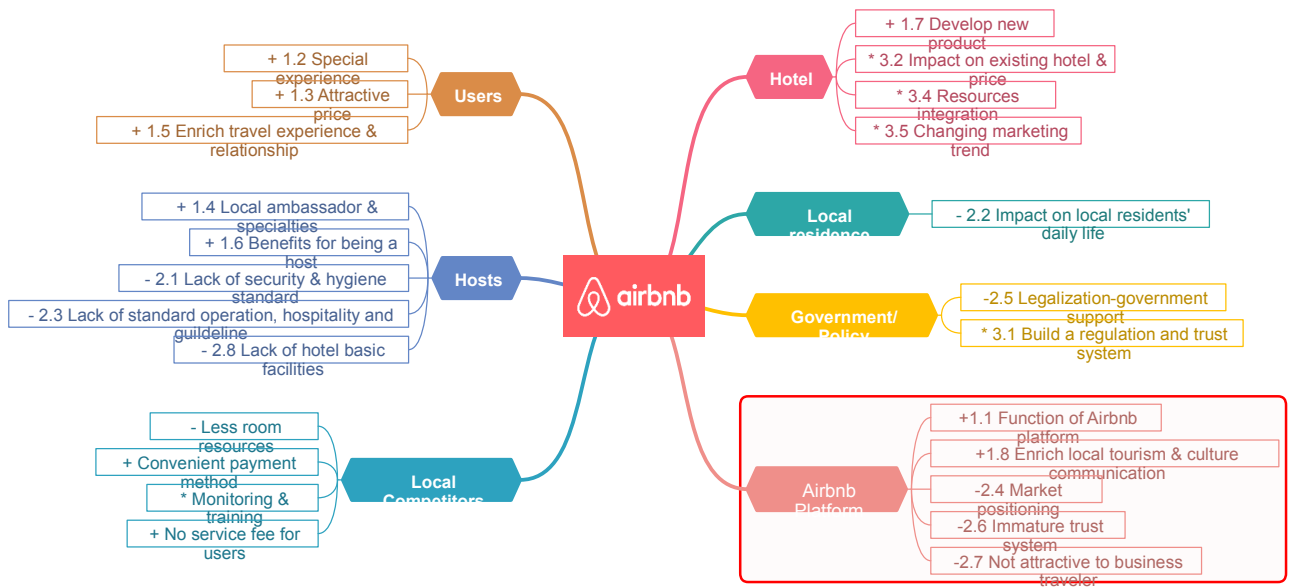 + 1.2 Special
experience
+ 1.3 Attractive
price
+ 1.5 Enrich travel experience &
relationship
Users
+ 1.4 Local ambassador &
specialties
+ 1.6 Benefits for being a
host
- 2.1 Lack of security & hygiene
standard
- 2.3 Lack of standard operation, hospitality and
guildeline
- 2.8 Lack of hotel basic
facilities
Hosts
- Less room
resources
+ Convenient payment
method
* Monitoring &
training
+ No service fee for
users
Local
Competitors
airbnb
Hotel
+ 1.7 Develop new
product
* 3.2 Impact on existing hotel &
price
* 3.4 Resources
integration
* 3.5 Changing marketing
trend
Local
residence
- 2.2 Impact on local residents'
daily life
Government/
Policy
-2.5 Legalization-government
support
* 3.1 Build a regulation and trust
system
Airbnb
Platform
+1.1 Function of Airbnb
platform
+1.8 Enrich local tourism & culture
communication
-2.4 Market
positioning
-2.6 Immature trust
system
-2.7 Not attractive to business
traveler